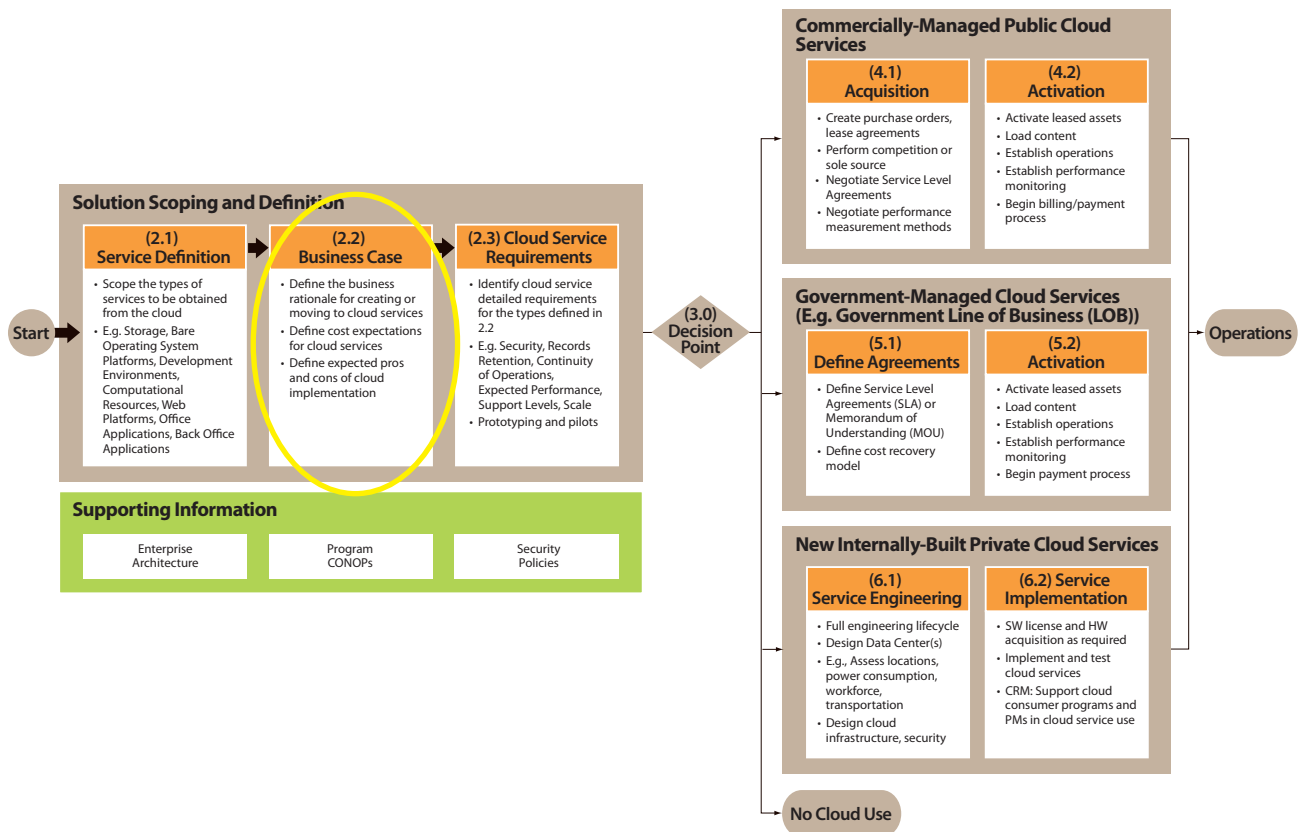 Start
Solution Scoping and Definition
(2.1)
Service Definition
• Scope the types of
services to be obtained
from the cloud
• E.g. Storage, Bare
Operating System
Platforms, Development
Environments,
Computational
Resources, Web
Platforms, Office
Applications, Back Office
Applications
(2.2)
Business Case
• Define the business
rationale for creating or
moving to cloud services
• Define cost expectations
for cloud services
• Define expected pros
and cons of cloud
implementation
(2.3) Cloud Service
Requirements
• Identify cloud service
detailed requirements
for the types defined in
2.2
• E.g. Security, Records
Retention, Continuity
of Operations,
Expected Performance,
Support Levels, Scale
• Prototyping and pilots
Supporting Information
Enterprise
Architecture
Program
CONOPs
Security
Policies
(3.0)
Decision
Point
Commercially-Managed Public Cloud
Services
(4.1)
Acquisition
• Create purchase orders,
lease agreements
• Perform competition or
sole source
• Negotiate Service Level
Agreements
• Negotiate performance
measurement methods
(4.2)
Activation
• Activate leased assets
• Load content
• Establish operations
• Establish performance
monitoring
• Begin billing/payment
process
Government-Managed Cloud Services
(E.g. Government Line of Business (LOB))
(5.1)
Define Agreements
• Define Service Level
Agreements (SLA) or
Memorandum of
Understanding (MOU)
• Define cost recovery
model
(5.2)
Activation
• Activate leased assets
• Load content
• Establish operations
• Establish performance
monitoring
• Begin payment process
New Internally-Built Private Cloud Services
(6.1)
Service Engineering
• Full engineering lifecycle
• Design Data Center(s)
• E.g., Assess locations,
power consumption,
workforce,
transportation
• Design cloud
infrastructure, security
(6.2) Service
Implementation
• SW license and HW
acquisition as required
• Implement and test
cloud services
• CRM: Support cloud
consumer programs and
PMs in cloud service use
No Cloud Use
Operations